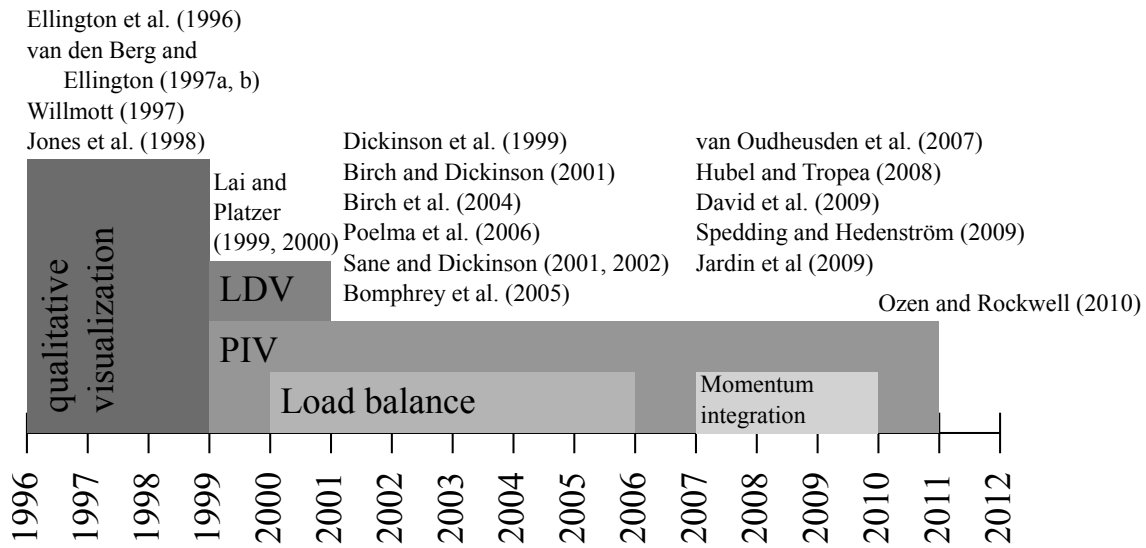 Ellington et al. (1996)
van den Berg and
Ellington (1997a, b)
Willmott (1997)
Jones et al. (1998)
Lai and
Platzer
(1999, 2000)
Dickinson et al. (1999)
Birch and Dickinson (2001)
Birch et al. (2004)
Poelma et al. (2006)
Sane and Dickinson (2001, 2002)
Bomphrey et al. (2005)
van Oudheusden et al. (2007)
Hubel and Tropea (2008)
David et al. (2009)
Spedding and Hedenström (2009)
Jardin et al (2009)
Ozen and Rockwell (2010)
qualitative
visualization
LDV
PIV
Load balance
Momentum
integration
1996
1997
1998
1999
2000
2001
2002
2003
2004
2005
2006
2007
2008
2009
2010
2011
2012